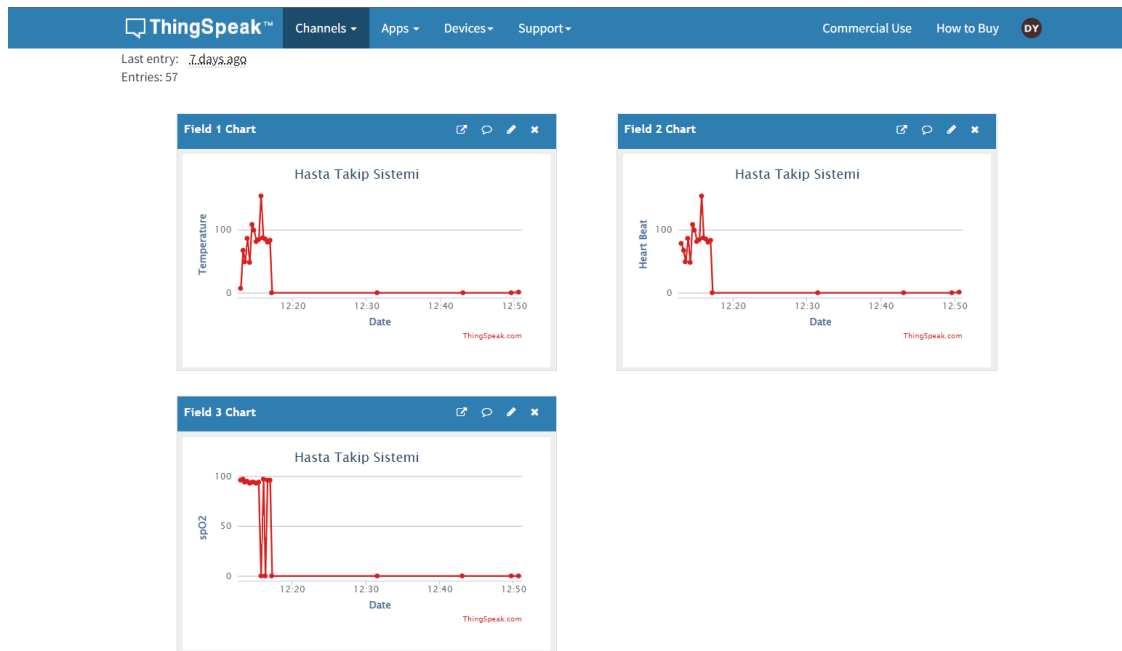 ThingSpeak™ Channels Apps Devices Support Commercial Use How to Buy DY
Last entry: 7 days ago
Entries: 57
Field 1 Chart
Hasta Takip Sistemi
Temperature
100
0
12:20 12:30 12:40 12:50
Date
ThingSpeak.com
Field 2 Chart
Hasta Takip Sistemi
Heart Beat
100
0
12:20 12:30 12:40 12:50
Date
ThingSpeak.com
Field 3 Chart
Hasta Takip Sistemi
spO2
100
50
0
12:20 12:30 12:40 12:50
Date
ThingSpeak.com